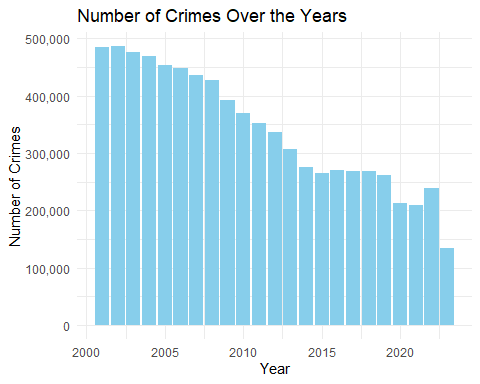 Number of Crimes Over the Years
Number of Crimes
500,000
400,000
300,000
200,000
100,000
0
2000 2005 2010 2015 2020
Year